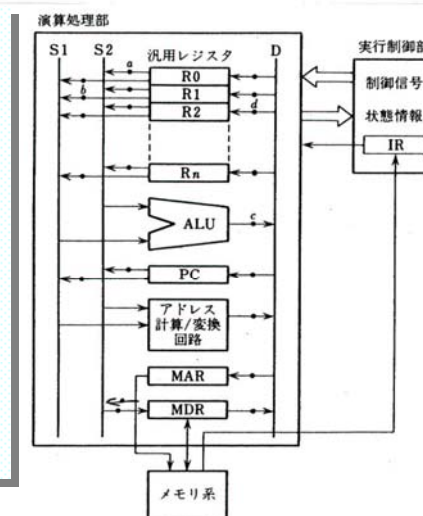 演算処理部
S1 S2 汎用レジスタ D
a
R0
b
R1
R2
d
Rn
ALU
c
PC
アドレス
計算/変換
回路
MAR
MDR
メモリ系
実行制御部
制御信号
状態情報
IR